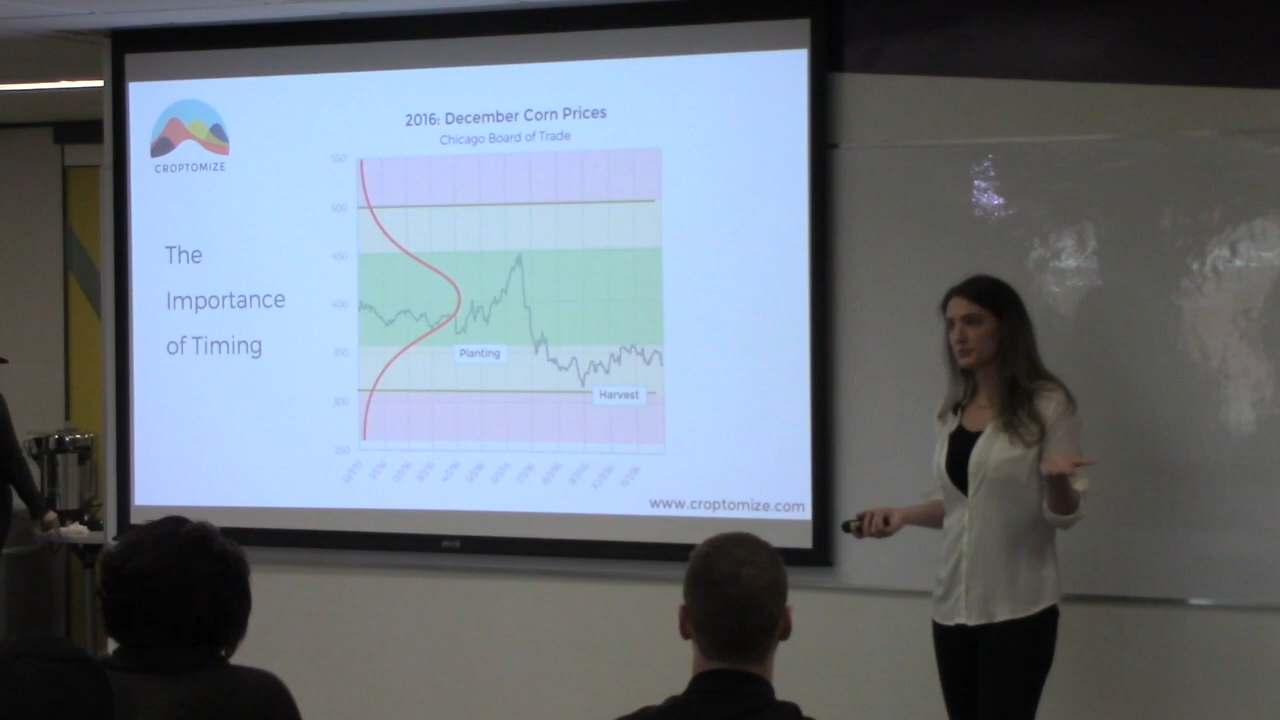 CROPTOMIZE
2016: December Corn Prices
Chicago Board of Trade
550
500
450
400
350
300
250
Planting
Harvest
The
Importance
of Timing
www.croptomize.com